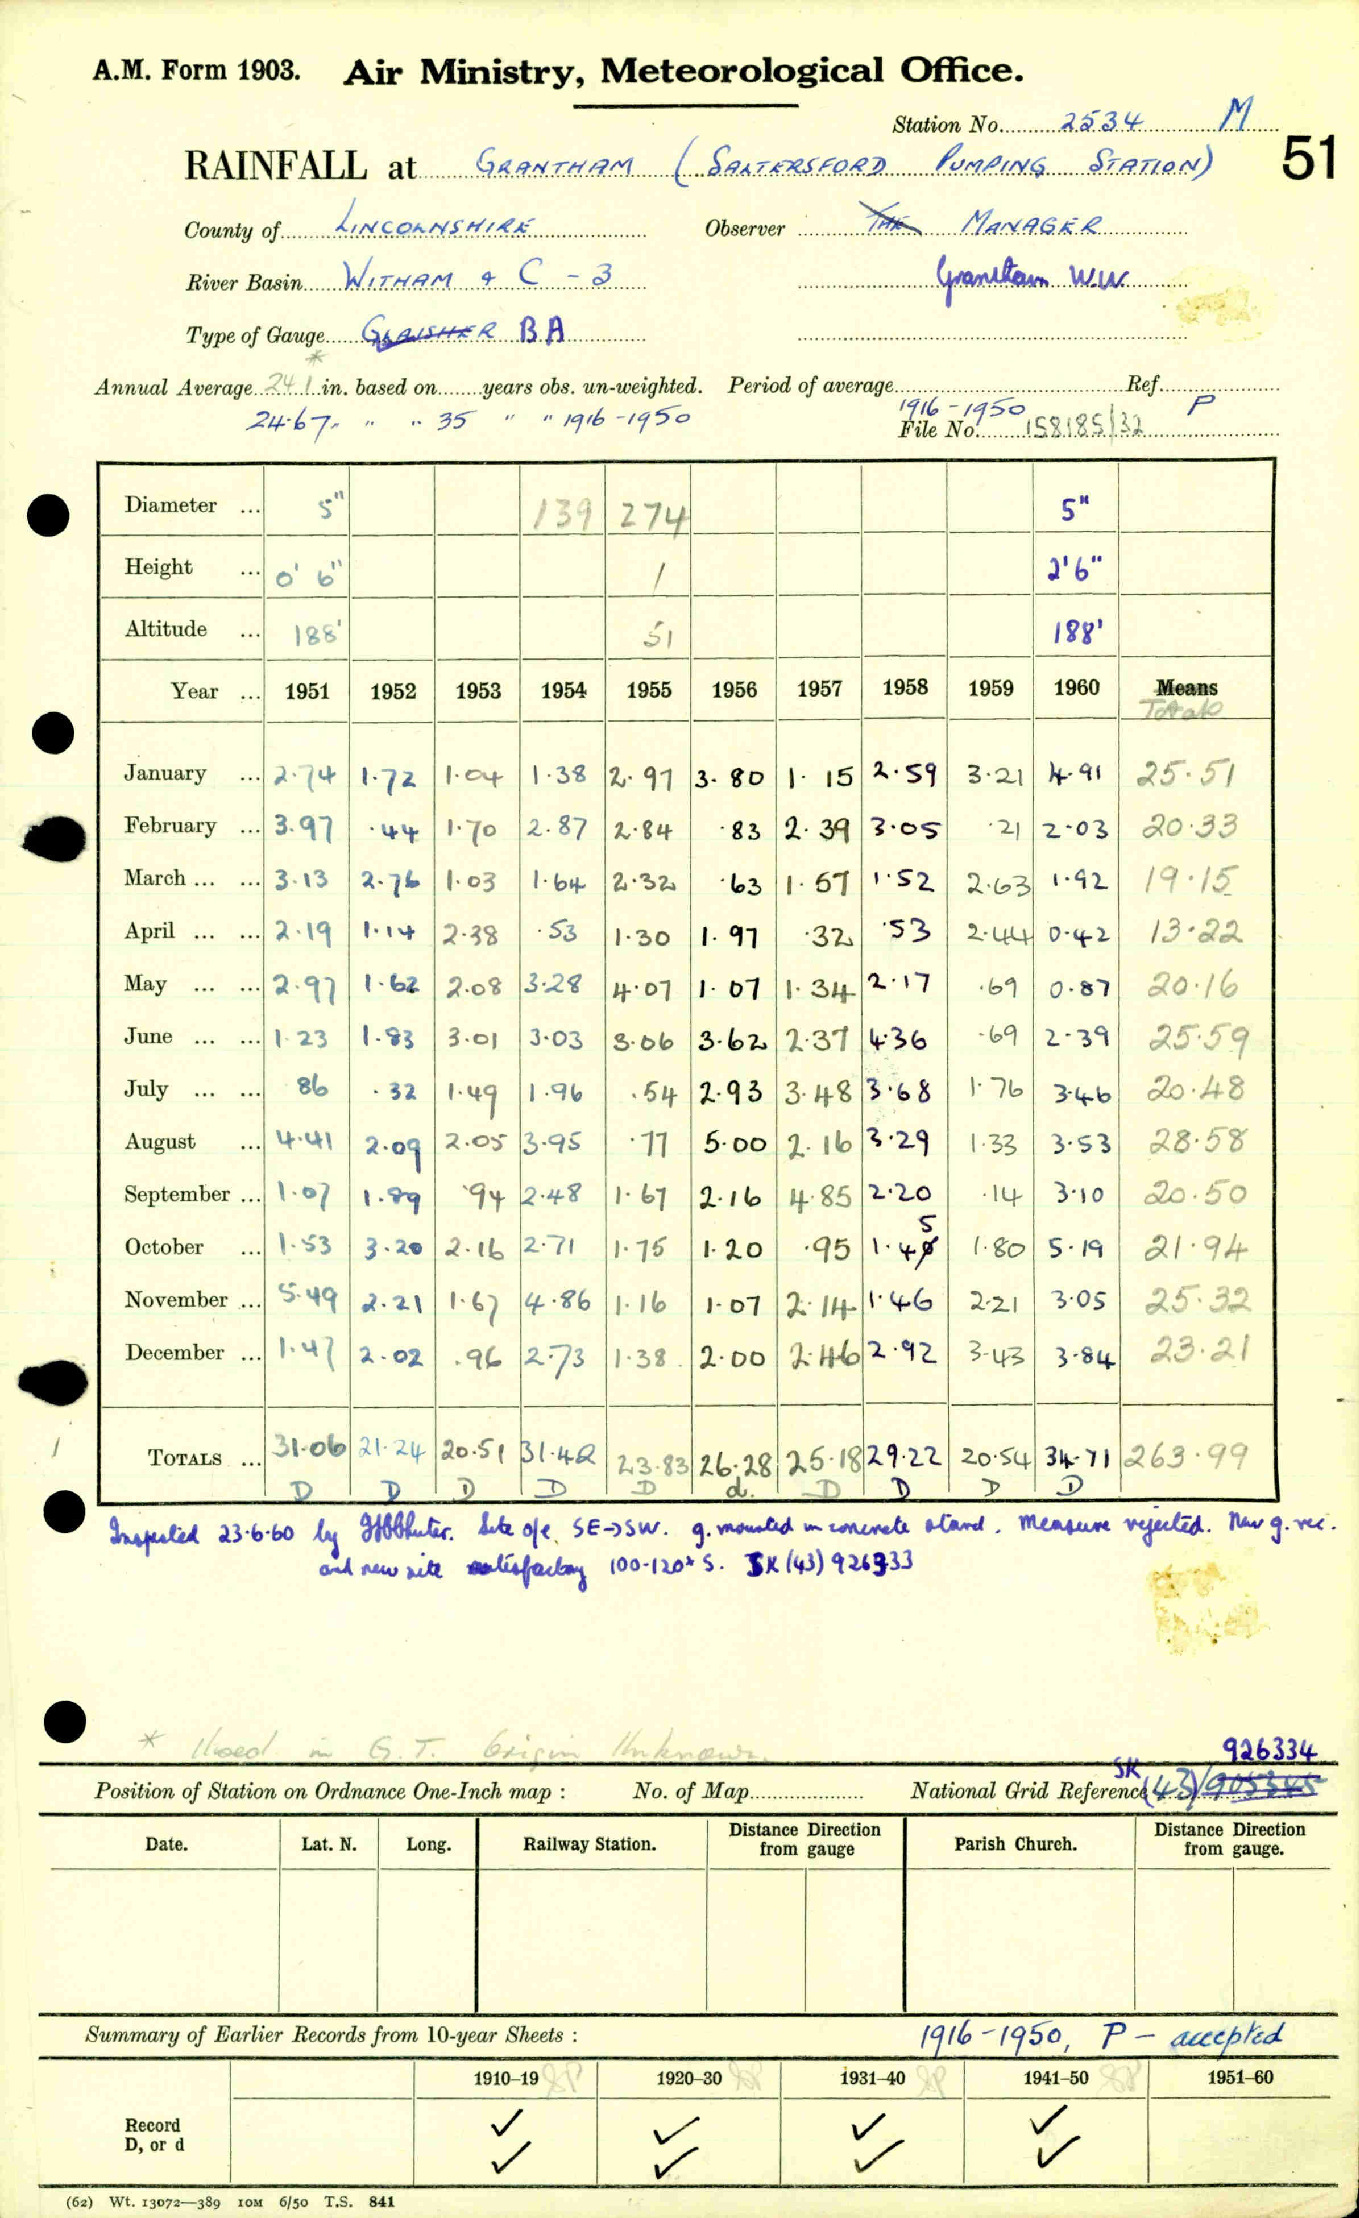 A.M. Form 1903. Air Ministry, Meteorological Office.
Station No. 2534 M
RAINFALL at GRANTHAM (SALTERSFORD PUMPING STATION) 51
County of LINCOLNSHIRE Observer THE MANAGER
River Basin WITHAM & C - 3 Grantham W.W.
Type of Gauge GLAISHER BA
Annual Average 24.1 in. based on years obs. un-weighted. Period of average Ref.
24.67 " " " 35 " " 1916-1950 1916-1950 P
File No. 158185/32
Diameter ... 5" 139 274 5"
Height ... 0' 6" 1 2'6"
Altitude ... 188' 51 188'
Year ... 1951 1952 1953 1954 1955 1956 1957 1958 1959 1960 Means
Totals
January ... 2.74 1.72 1.04 1.38 2.97 3.80 1.15 2.59 3.21 4.91 25.51
February ... 3.97 .44 1.70 2.87 2.84 .83 2.39 3.05 .21 2.03 20.33
March ... ... 3.13 2.76 1.03 1.64 2.32 .63 1.57 1.52 2.63 1.92 19.15
April ... ... 2.19 1.14 2.38 .53 1.30 1.97 .32 .53 2.44 0.42 13.22
May ... ... 2.97 1.62 2.08 3.28 4.07 1.07 1.34 2.17 .69 0.87 20.16
June ... ... 1.23 1.83 3.01 3.03 3.06 3.62 2.37 4.36 .69 2.39 25.59
July ... ... 86 .32 1.49 1.96 .54 2.93 3.48 3.68 1.76 3.46 20.48
August ... 4.41 2.09 2.05 3.95 .77 5.00 2.16 3.29 1.33 3.53 28.58
September ... 1.07 1.89 .94 2.48 1.67 2.16 4.85 2.20 .14 3.10 20.50
October ... 1.53 3.20 2.16 2.71 1.75 1.20 .95 1.45 1.80 5.19 21.94
November ... 5.49 2.21 1.67 4.86 1.16 1.07 2.14 1.46 2.21 3.05 25.32
December ... 1.47 2.02 .96 2.73 1.38 2.00 2.46 2.92 3.43 3.84 23.21
TOTALS ... 31.06 21.24 20.51 31.42 23.83 26.28 25.18 29.22 20.54 34.71 263.99
D D D D D d. D D D D
Inspected 23.6.60 by Site o/e SE→SW. g. mounted in concrete stand. Measure rejected. New g. rec.
and new site satisfactory 100-120x S. SK (43) 926333
* Used in G.T. Origin Unknown.
926334
Position of Station on Ordnance One-Inch map : No. of Map National Grid Reference SK (43)/905345
Date. Lat. N. Long. Railway Station. Distance Direction from gauge Parish Church. Distance Direction from gauge.
Summary of Earlier Records from 10-year Sheets : 1916-1950, P - accepted
1910–19 1920–30 1931–40 1941–50 1951–60
Record ✓ ✓ ✓ ✓
D, or d ✓ ✓ ✓ ✓
(62) Wt. 13072—389 10M 6/50 T.S. 841